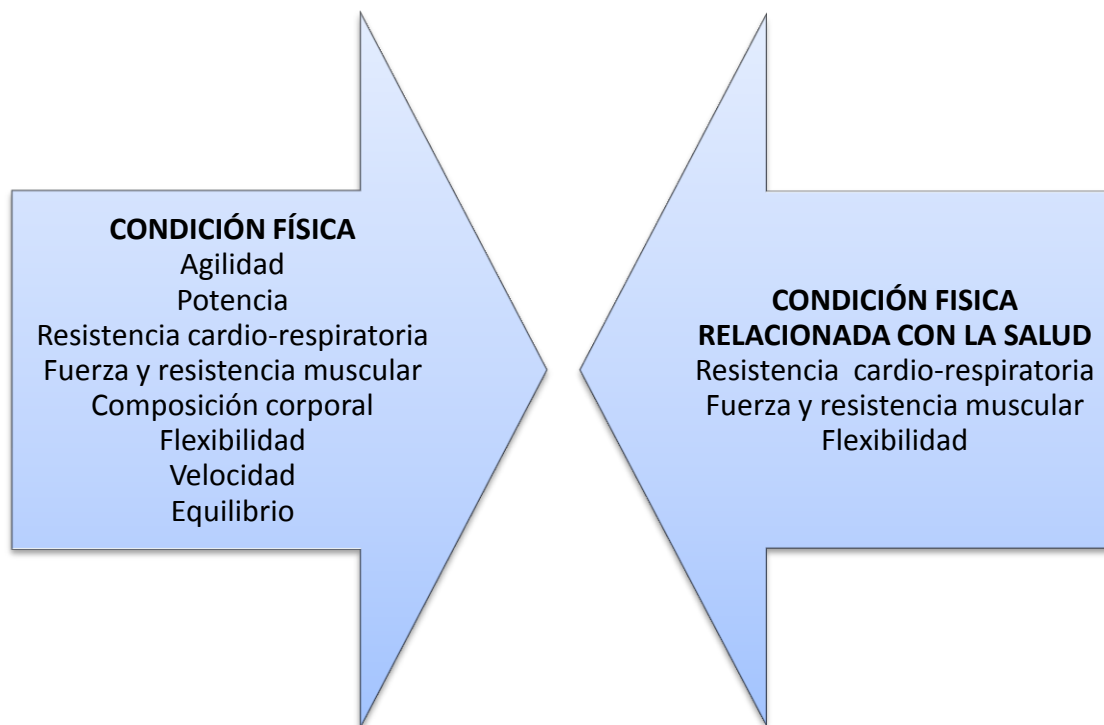 CONDICIÓN FÍSICA
Agilidad
Potencia
Resistencia cardio-respiratoria
Fuerza y resistencia muscular
Composición corporal
Flexibilidad
Velocidad
Equilibrio
CONDICIÓN FISICA
RELACIONADA CON LA SALUD
Resistencia cardio-respiratoria
Fuerza y resistencia muscular
Flexibilidad